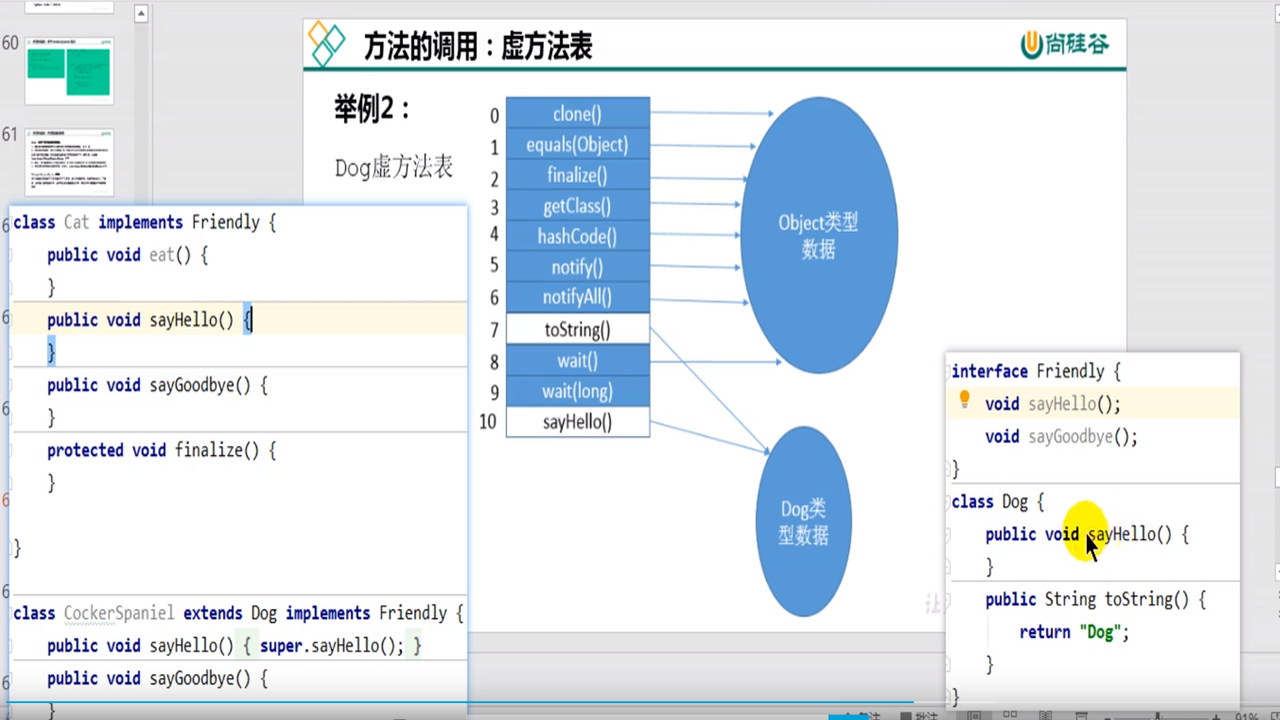 60
61
方法的调用：虚方法表
尚硅谷
举例2：
Dog虚方法表
0 clone()
1 equals(Object)
2 finalize()
3 getClass()
4 hashCode()
5 notify()
6 notifyAll()
7 toString()
8 wait()
9 wait(long)
10 sayHello()
Object类型
数据
Dog类
型数据
class Cat implements Friendly {
public void eat() {
}
public void sayHello() {
}
public void sayGoodbye() {
}
protected void finalize() {
}
}
class CockerSpaniel extends Dog implements Friendly {
public void sayHello() { super.sayHello(); }
public void sayGoodbye() {
}
interface Friendly {
void sayHello();
void sayGoodbye();
}
class Dog {
public void sayHello() {
}
public String toString() {
return "Dog";
}
}
批注
91%